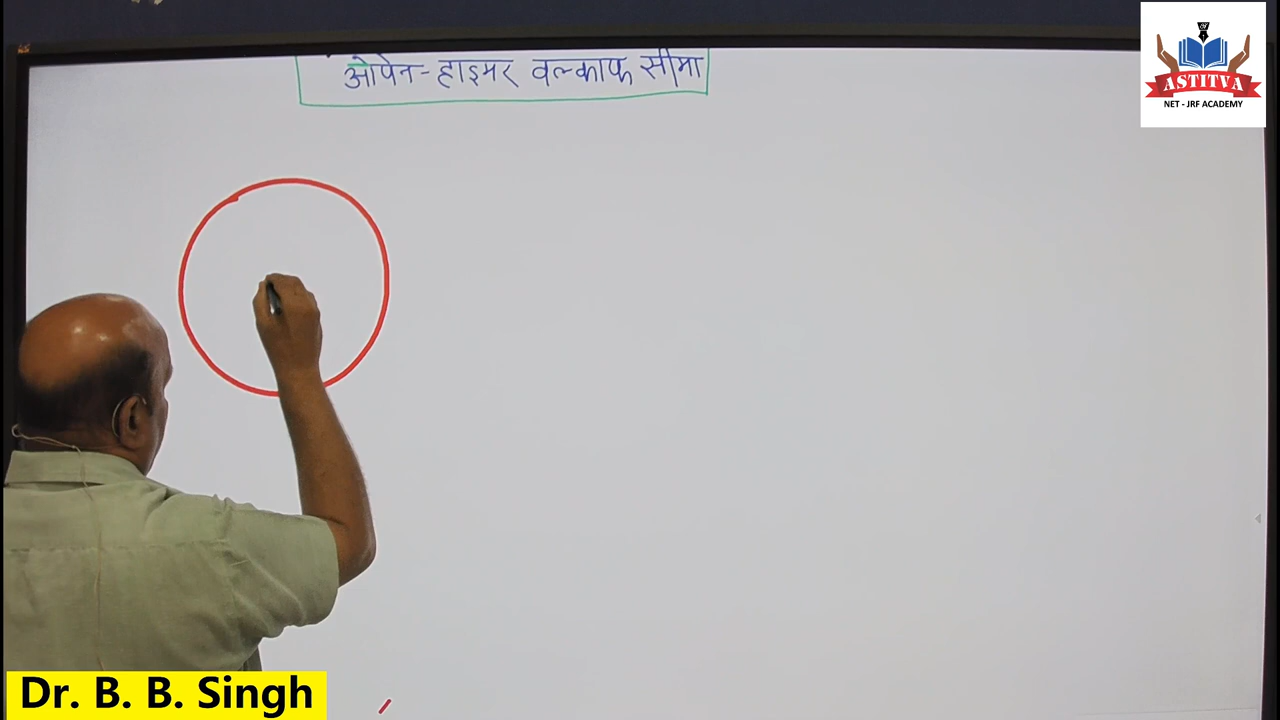 ओपेन-हाइमर वल्काफ सीमा
ASTITVA
NET - JRF ACADEMY
Dr. B. B. Singh